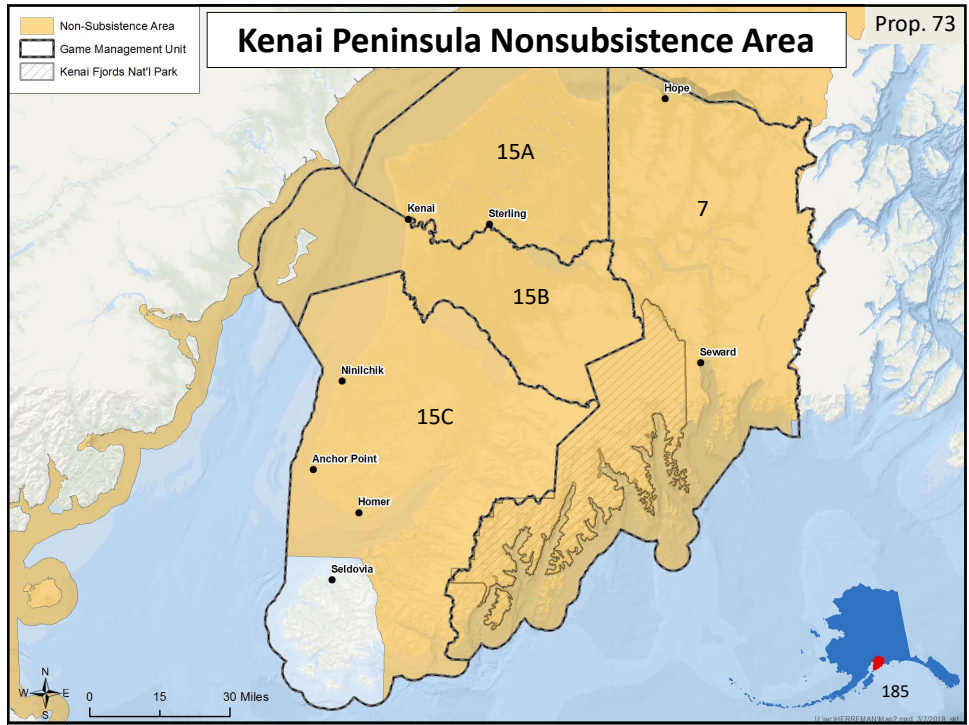 Non-Subsistence Area
Game Management Unit
Kenai Fjords Nat'l Park
Kenai Peninsula Nonsubsistence Area
Prop. 73
Hope
15A
7
Kenai
Sterling
15B
Seward
Ninilchik
15C
Anchor Point
Homer
Seldovia
N
W E
S
0 15 30 Miles
185